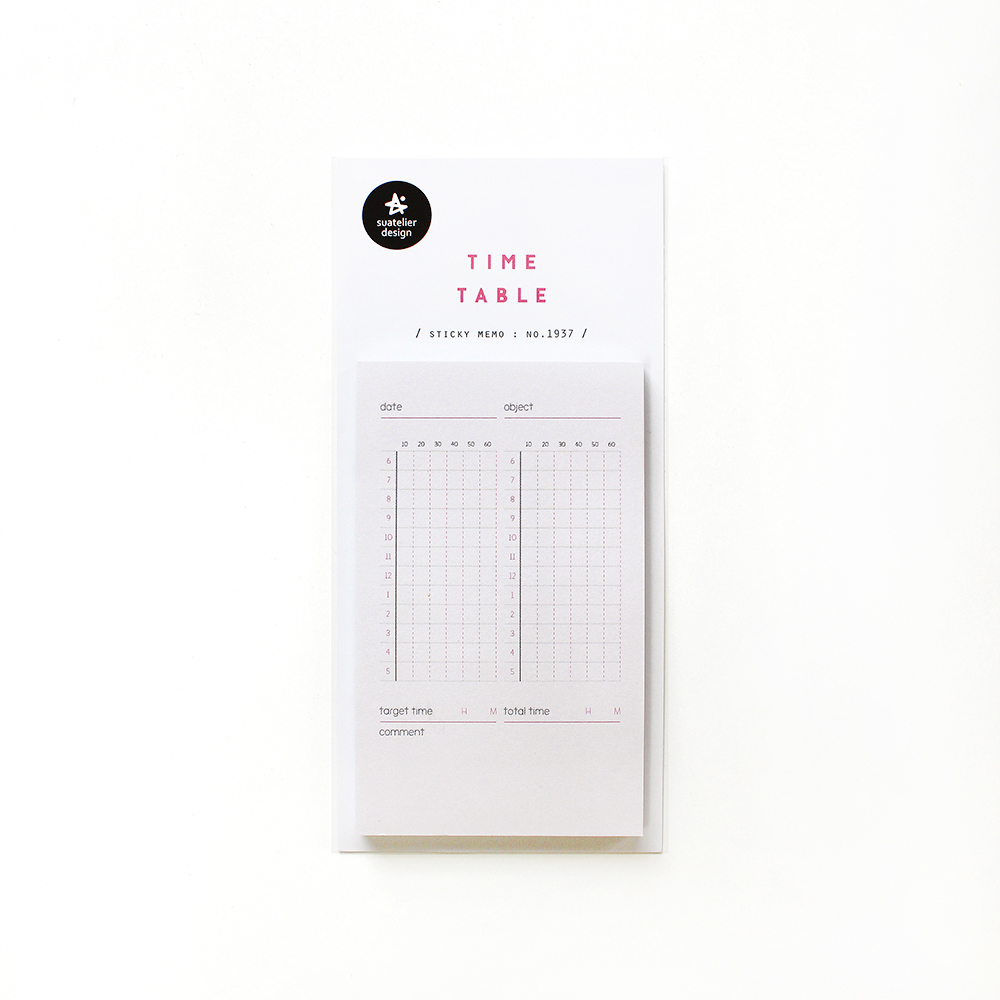 suatelier
design
TIME
TABLE
/ STICKY MEMO : NO.1937 /
date object
10 20 30 40 50 60 10 20 30 40 50 60
6 6
7 7
8 8
9 9
10 10
11 11
12 12
1 1
2 2
3 3
4 4
5 5
target time H M total time H M
comment